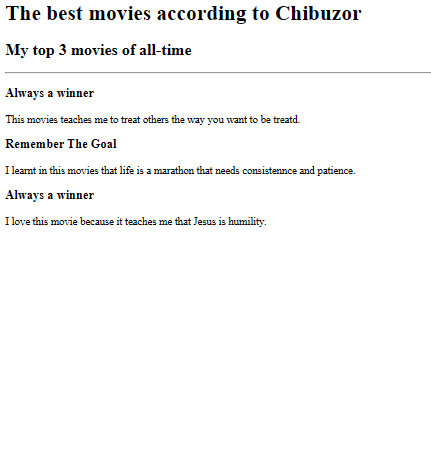 The best movies according to Chibuzor
My top 3 movies of all-time
Always a winner
This movies teaches me to treat others the way you want to be treatd.
Remember The Goal
I learnt in this movies that life is a marathon that needs consistennce and patience.
Always a winner
I love this movie because it teaches me that Jesus is humility.